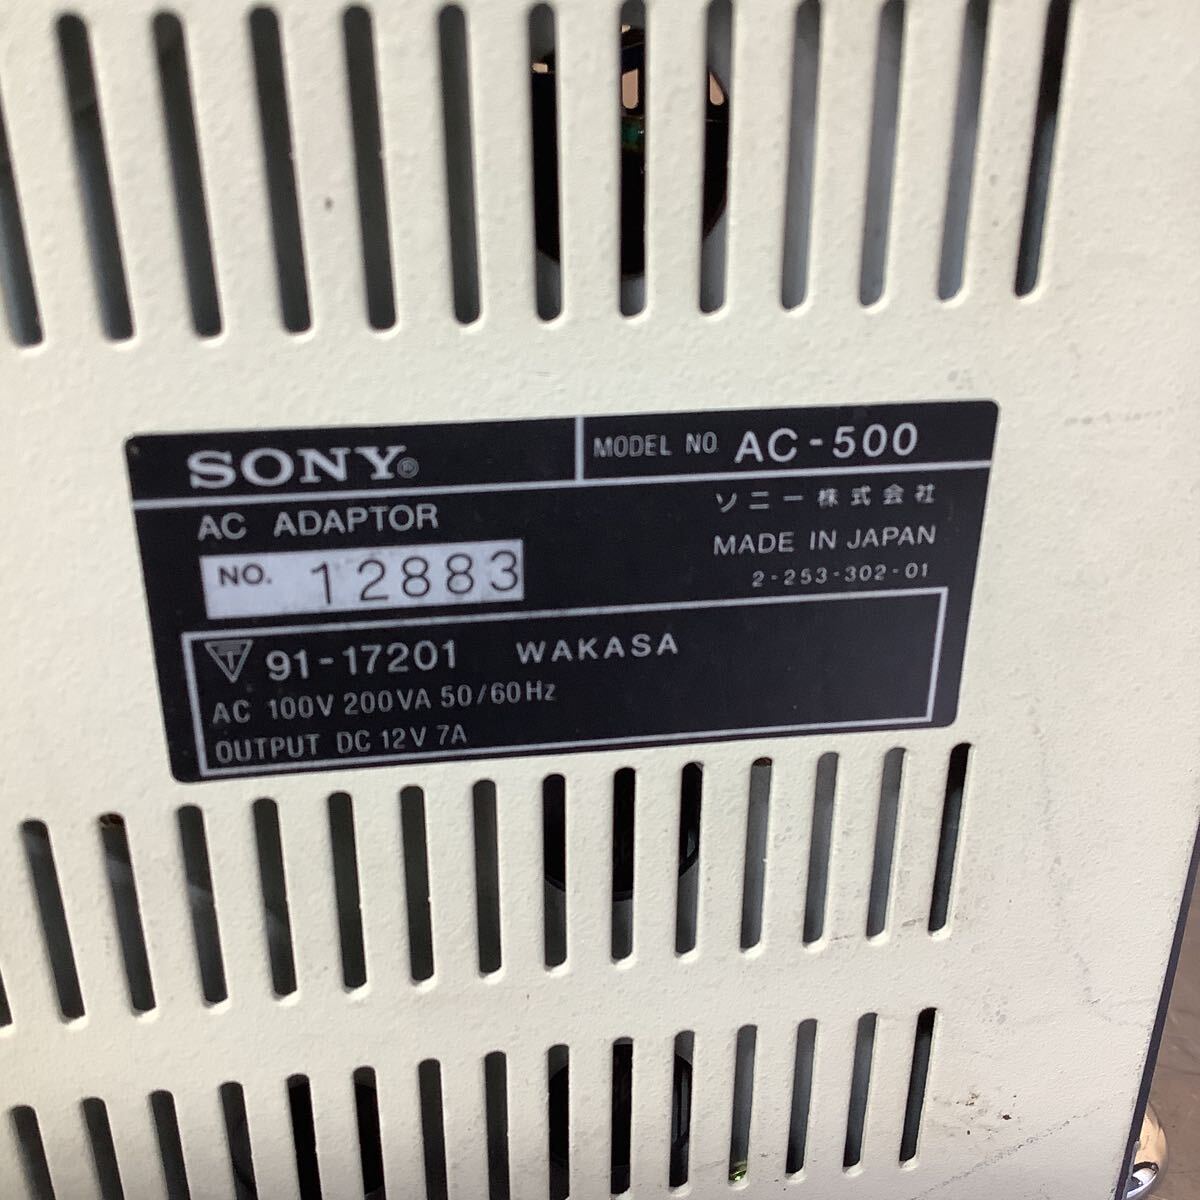 SONY®
MODEL NO. AC-500
AC ADAPTOR
ソニー株式会社
NO. 12883
MADE IN JAPAN
2-253-302-01
T 91-17201 WAKASA
AC 100V 200VA 50/60Hz
OUTPUT DC 12V 7A